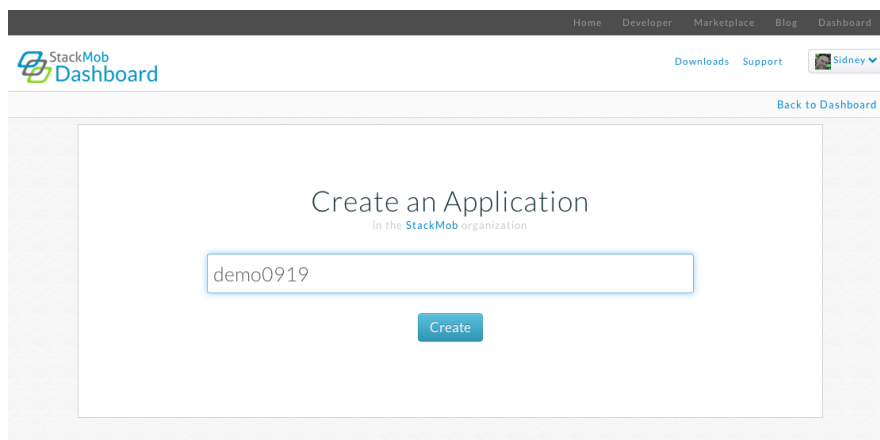 Home Developer Marketplace Blog Dashboard
StackMob
Dashboard
Downloads Support Sidney
Back to Dashboard
Create an Application
in the StackMob organization
demo0919
Create